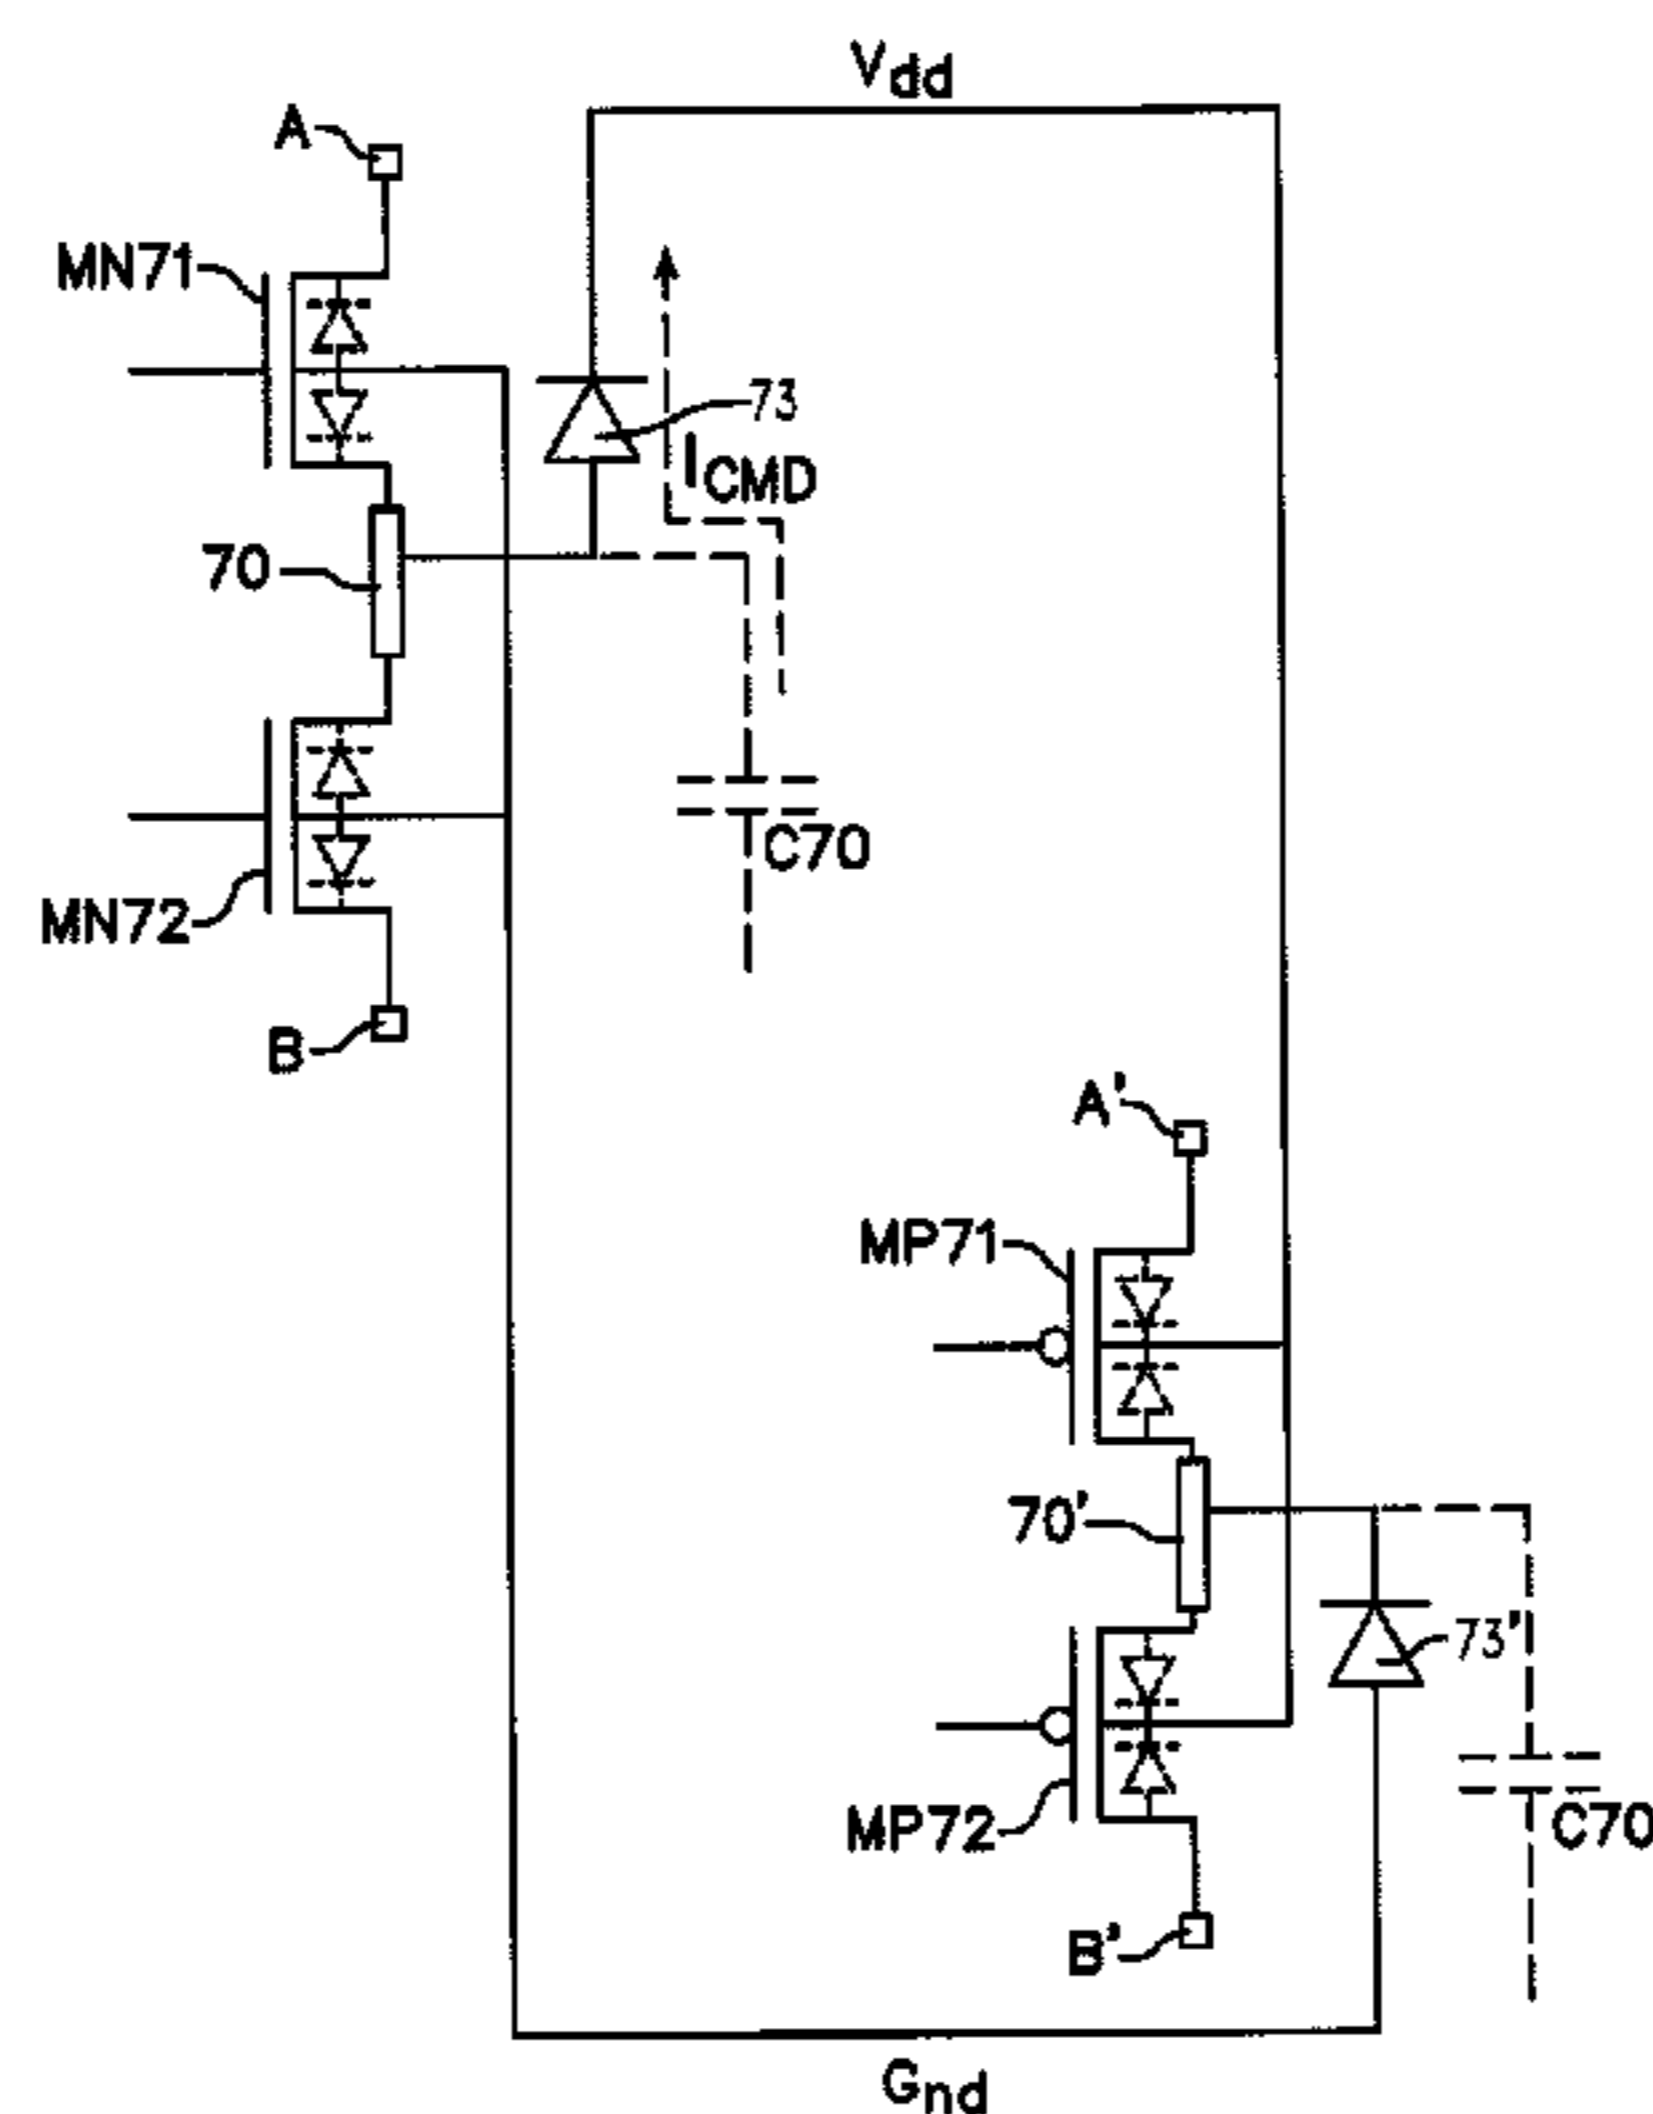 Vdd
A
MN71
73
ICMD
70
C70
MN72
B
A'
MP71
70'
73'
MP72
C70
B'
Gnd